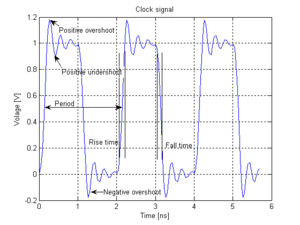 Clock signal
1.2
Positive overshoot
1
0.8
Positive undershoot
0.6
Period
0.4
Rise time
Fall time
0.2
0
Negative overshoot
-0.2
0 1 2 3 4 5 6
Time [ns]
Volage [V]